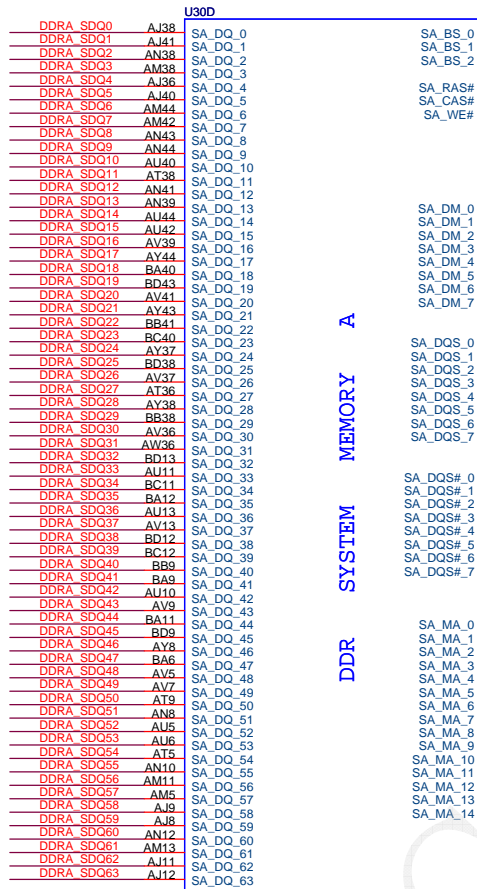 U30D
DDRA_SDQ0 AJ38 SA_DQ_0
DDRA_SDQ1 AJ41 SA_DQ_1
DDRA_SDQ2 AN38 SA_DQ_2
DDRA_SDQ3 AM38 SA_DQ_3
DDRA_SDQ4 AJ36 SA_DQ_4
DDRA_SDQ5 AJ40 SA_DQ_5
DDRA_SDQ6 AM44 SA_DQ_6
DDRA_SDQ7 AM42 SA_DQ_7
DDRA_SDQ8 AN43 SA_DQ_8
DDRA_SDQ9 AN44 SA_DQ_9
DDRA_SDQ10 AU40 SA_DQ_10
DDRA_SDQ11 AT38 SA_DQ_11
DDRA_SDQ12 AN41 SA_DQ_12
DDRA_SDQ13 AN39 SA_DQ_13
DDRA_SDQ14 AU44 SA_DQ_14
DDRA_SDQ15 AU42 SA_DQ_15
DDRA_SDQ16 AV39 SA_DQ_16
DDRA_SDQ17 AY44 SA_DQ_17
DDRA_SDQ18 BA40 SA_DQ_18
DDRA_SDQ19 BD43 SA_DQ_19
DDRA_SDQ20 AV41 SA_DQ_20
DDRA_SDQ21 AY43 SA_DQ_21
DDRA_SDQ22 BB41 SA_DQ_22
DDRA_SDQ23 BC40 SA_DQ_23
DDRA_SDQ24 AY37 SA_DQ_24
DDRA_SDQ25 BD38 SA_DQ_25
DDRA_SDQ26 AV37 SA_DQ_26
DDRA_SDQ27 AT36 SA_DQ_27
DDRA_SDQ28 AY38 SA_DQ_28
DDRA_SDQ29 BB38 SA_DQ_29
DDRA_SDQ30 AV36 SA_DQ_30
DDRA_SDQ31 AW36 SA_DQ_31
DDRA_SDQ32 BD13 SA_DQ_32
DDRA_SDQ33 AU11 SA_DQ_33
DDRA_SDQ34 BC11 SA_DQ_34
DDRA_SDQ35 BA12 SA_DQ_35
DDRA_SDQ36 AU13 SA_DQ_36
DDRA_SDQ37 AV13 SA_DQ_37
DDRA_SDQ38 BD12 SA_DQ_38
DDRA_SDQ39 BC12 SA_DQ_39
DDRA_SDQ40 BB9 SA_DQ_40
DDRA_SDQ41 BA9 SA_DQ_41
DDRA_SDQ42 AU10 SA_DQ_42
DDRA_SDQ43 AV9 SA_DQ_43
DDRA_SDQ44 BA11 SA_DQ_44
DDRA_SDQ45 BD9 SA_DQ_45
DDRA_SDQ46 AY8 SA_DQ_46
DDRA_SDQ47 BA6 SA_DQ_47
DDRA_SDQ48 AV5 SA_DQ_48
DDRA_SDQ49 AV7 SA_DQ_49
DDRA_SDQ50 AT9 SA_DQ_50
DDRA_SDQ51 AN8 SA_DQ_51
DDRA_SDQ52 AU5 SA_DQ_52
DDRA_SDQ53 AU6 SA_DQ_53
DDRA_SDQ54 AT5 SA_DQ_54
DDRA_SDQ55 AN10 SA_DQ_55
DDRA_SDQ56 AM11 SA_DQ_56
DDRA_SDQ57 AM5 SA_DQ_57
DDRA_SDQ58 AJ9 SA_DQ_58
DDRA_SDQ59 AJ8 SA_DQ_59
DDRA_SDQ60 AN12 SA_DQ_60
DDRA_SDQ61 AM13 SA_DQ_61
DDRA_SDQ62 AJ11 SA_DQ_62
DDRA_SDQ63 AJ12 SA_DQ_63
DDR SYSTEM MEMORY A
SA_BS_0
SA_BS_1
SA_BS_2
SA_RAS#
SA_CAS#
SA_WE#
SA_DM_0
SA_DM_1
SA_DM_2
SA_DM_3
SA_DM_4
SA_DM_5
SA_DM_6
SA_DM_7
SA_DQS_0
SA_DQS_1
SA_DQS_2
SA_DQS_3
SA_DQS_4
SA_DQS_5
SA_DQS_6
SA_DQS_7
SA_DQS#_0
SA_DQS#_1
SA_DQS#_2
SA_DQS#_3
SA_DQS#_4
SA_DQS#_5
SA_DQS#_6
SA_DQS#_7
SA_MA_0
SA_MA_1
SA_MA_2
SA_MA_3
SA_MA_4
SA_MA_5
SA_MA_6
SA_MA_7
SA_MA_8
SA_MA_9
SA_MA_10
SA_MA_11
SA_MA_12
SA_MA_13
SA_MA_14